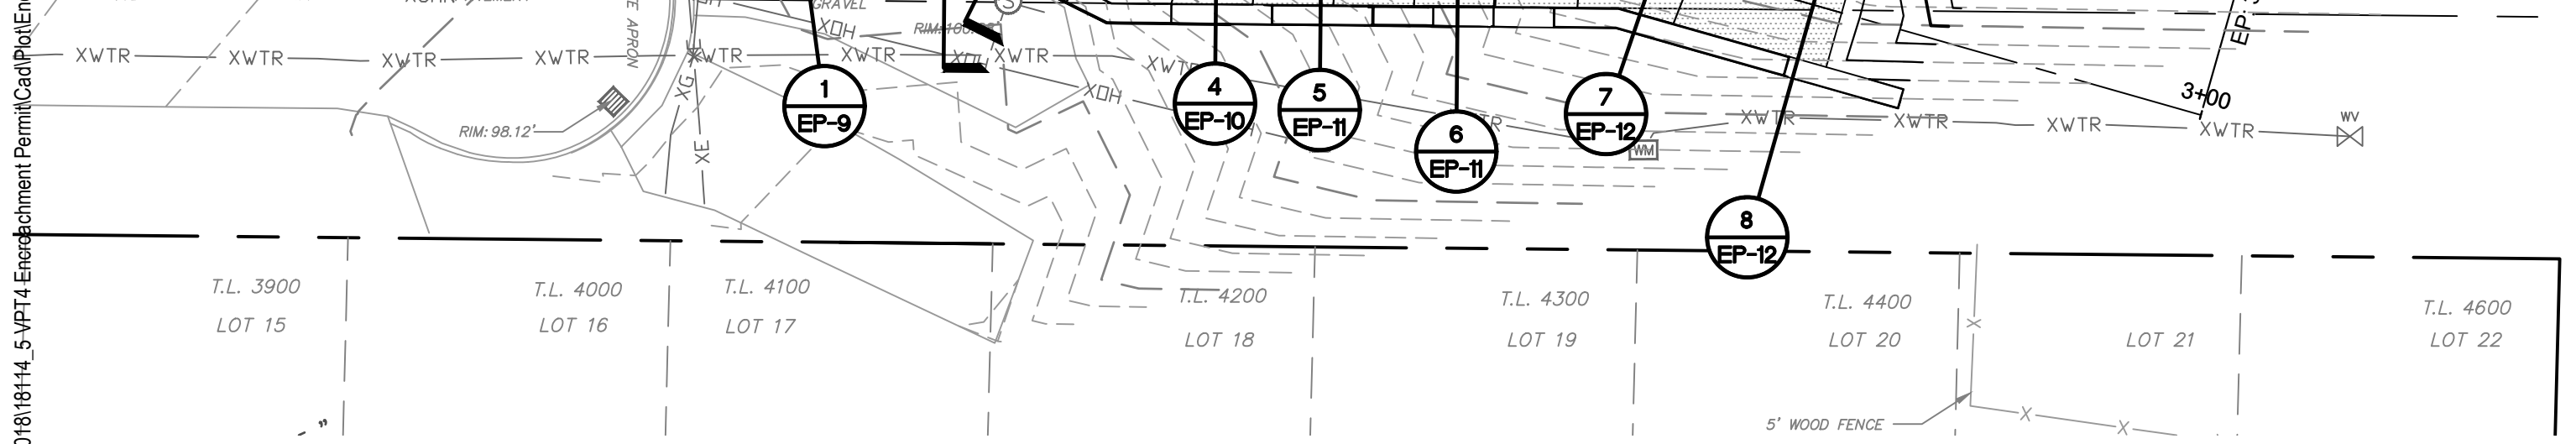 GRAVEL
XOH
XWTR
XWTR
XWTR
XWTR
XWTR
XWTR
XWTR
XWTR
XOH
XG
XE
E APRON
RIM: 98.12'
1
EP-9
4
EP-10
5
EP-11
6
EP-11
7
EP-12
8
EP-12
WM
XOH
XWTR
XWTR
XWTR
XWTR
3+00
WV
T.L. 3900
LOT 15
T.L. 4000
LOT 16
T.L. 4100
LOT 17
T.L. 4200
LOT 18
T.L. 4300
LOT 19
T.L. 4400
LOT 20
LOT 21
T.L. 4600
LOT 22
X
5' WOOD FENCE
X
X
018\18114_5 VPT4 Encroachment Permit\Cad\Plot\En